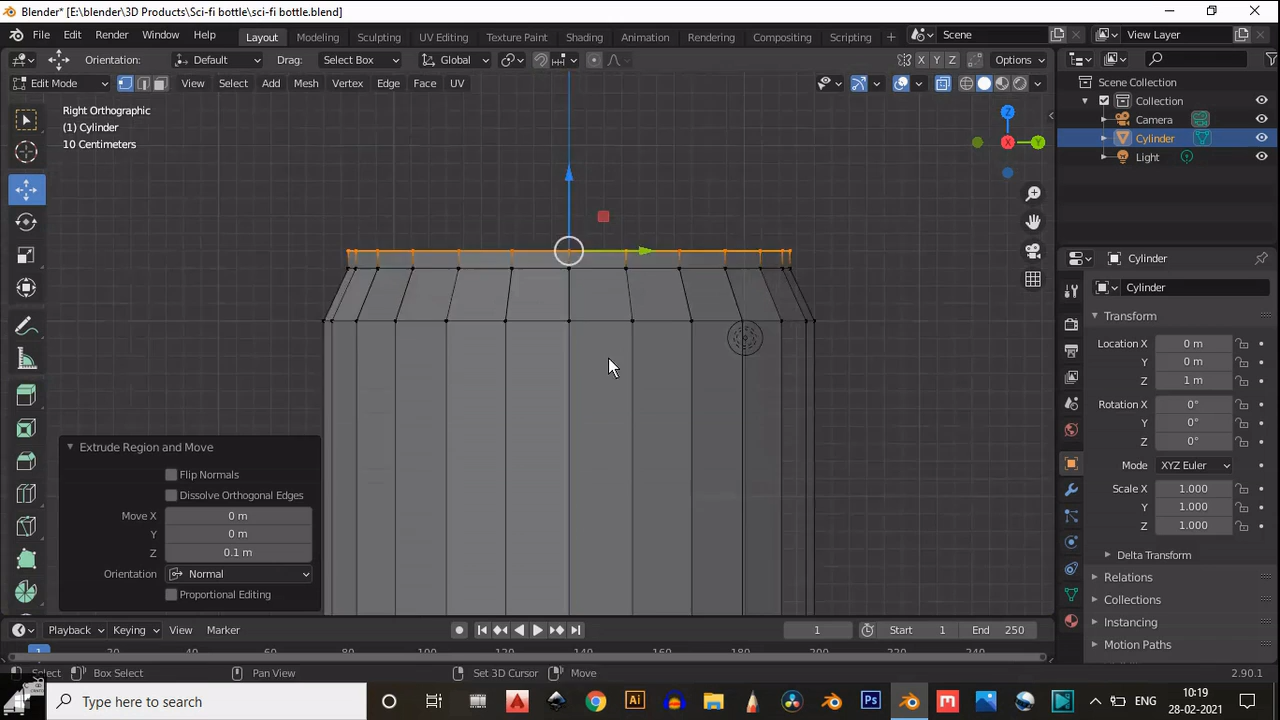 Blender* [E:\blender\3D Products\Sci-fi bottle\sci-fi bottle.blend]
File Edit Render Window Help Layout Modeling Sculpting UV Editing Texture Paint Shading Animation Rendering Compositing Scripting + Scene View Layer
Orientation: Default Drag: Select Box Global X Y Z Options
Edit Mode View Select Add Mesh Vertex Edge Face UV
Right Orthographic
(1) Cylinder
10 Centimeters
Z
X
Y
Scene Collection
Collection
Camera
Cylinder
Light
Cylinder
Cylinder
Transform
Location X 0 m
Y 0 m
Z 1 m
Rotation X 0°
Y 0°
Z 0°
Mode XYZ Euler
Scale X 1.000
Y 1.000
Z 1.000
Delta Transform
Relations
Collections
Instancing
Motion Paths
Extrude Region and Move
Flip Normals
Dissolve Orthogonal Edges
Move X 0 m
Y 0 m
Z 0.1 m
Orientation Normal
Proportional Editing
Playback Keying View Marker 1 Start 1 End 250
Select Box Select Pan View Set 3D Cursor Move 2.90.1
Type here to search
ENG
10:19
28-02-2021